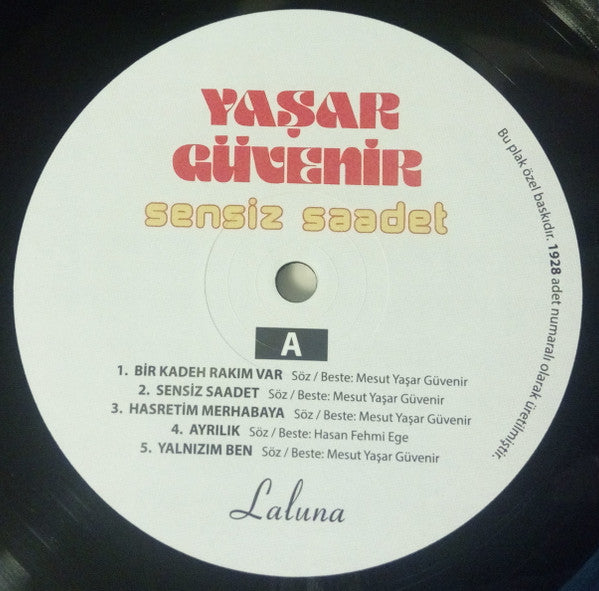 YAŞAR
GÜVENİR
sensiz saadet
Bu plak özel baskıdır. 1928 adet numaralı olarak üretilmiştir.
A
1. BİR KADEH RAKIM VAR Söz / Beste: Mesut Yaşar Güvenir
2. SENSİZ SAADET Söz / Beste: Mesut Yaşar Güvenir
3. HASRETİM MERHABAYA Söz / Beste: Mesut Yaşar Güvenir
4. AYRILIK Söz / Beste: Hasan Fehmi Ege
5. YALNIZIM BEN Söz / Beste: Mesut Yaşar Güvenir
Laluna